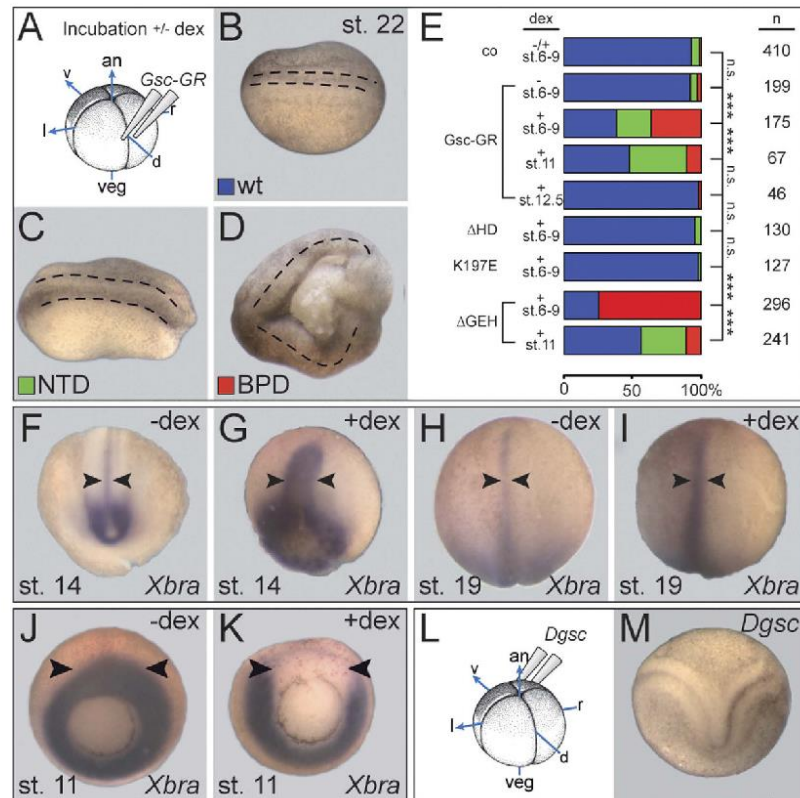 A Incubation +/- dex
an
Gsc-GR
v
l
r
d
veg
B st. 22
wt
C
NTD
D
BPD
E dex n
co -/+ st.6-9 410
Gsc-GR
- st.6-9 199
+ st.6-9 175
+ st.11 67
+ st.12.5 46
ΔHD + st.6-9 130
K197E + st.6-9 127
ΔGEH
+ st.6-9 296
+ st.11 241
n.s.
***
***
n.s.
n.s.
n.s.
***
***
0 50 100%
F -dex
st. 14 Xbra
G +dex
st. 14 Xbra
H -dex
st. 19 Xbra
I +dex
st. 19 Xbra
J -dex
st. 11 Xbra
K +dex
st. 11 Xbra
L Dgsc
an
v
l
r
d
veg
M Dgsc